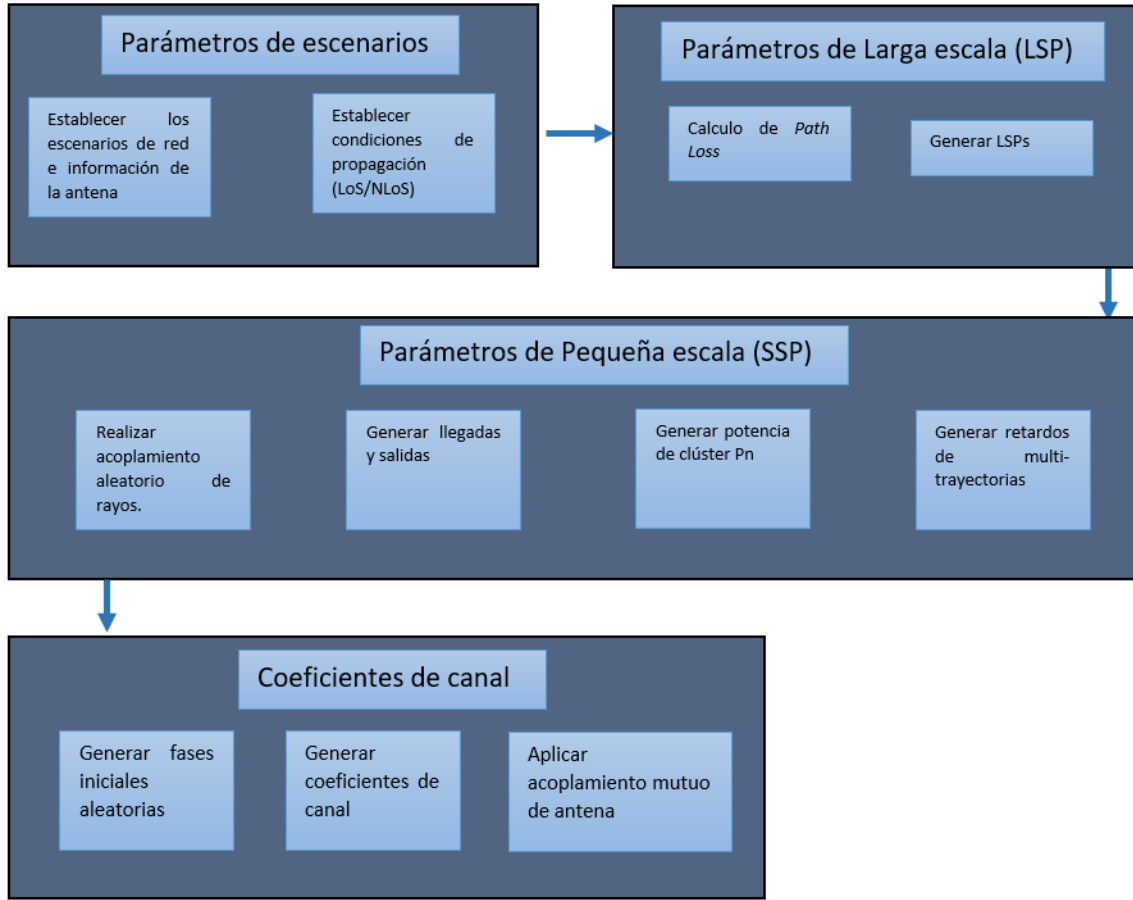 Parámetros de escenarios
Establecer los
escenarios de red
e información de
la antena
Establecer
condiciones de
propagación
(LoS/NLoS)
Parámetros de Larga escala (LSP)
Calculo de Path
Loss
Generar LSPs
Parámetros de Pequeña escala (SSP)
Realizar
acoplamiento
aleatorio de
rayos.
Generar llegadas
y salidas
Generar potencia
de clúster Pn
Generar retardos
de multi-
trayectorias
Coeficientes de canal
Generar fases
iniciales
aleatorias
Generar
coeficientes de
canal
Aplicar
acoplamiento mutuo
de antena